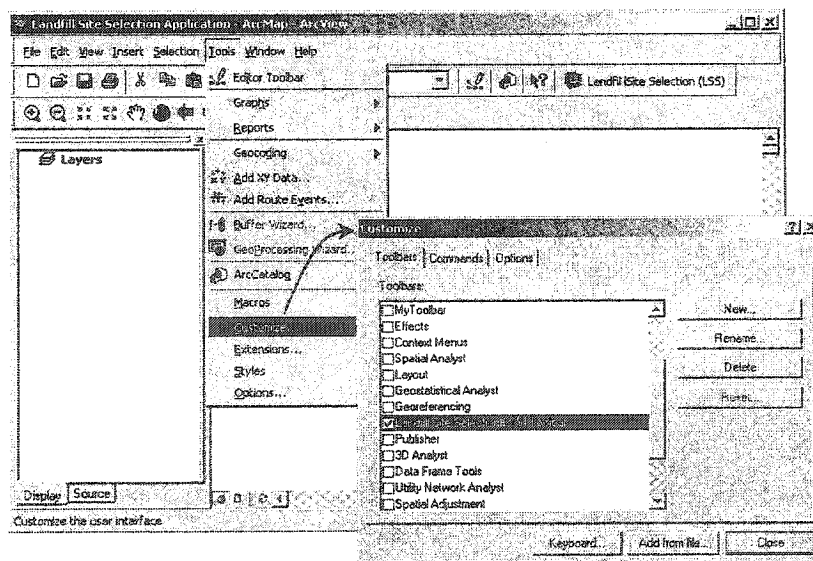 Landfill Site Selection Application - ArcMap - ArcView
File Edit View Insert Selection Tools Window Help
Editor Toolbar
Landfill Site Selection (LSS)
Graphs
Reports
Geocoding
Layers
Add XY Data...
Add Route Events...
Buffer Wizard...
GeoProcessing Wizard...
ArcCatalog
Macros
Customize
Extensions...
Styles
Options...
Display Source
Customize the user interface
Customize
Toolbars Commands Options
Toolbars:
MyToolbar
Effects
Context Menus
Spatial Analyst
Layout
Geostatistical Analyst
Georeferencing
Landfill Site Selection
Publisher
3D Analyst
Data Frame Tools
Utility Network Analyst
Spatial Adjustment
New...
Rename...
Delete
Reset...
Keyboard... Add from file... Close